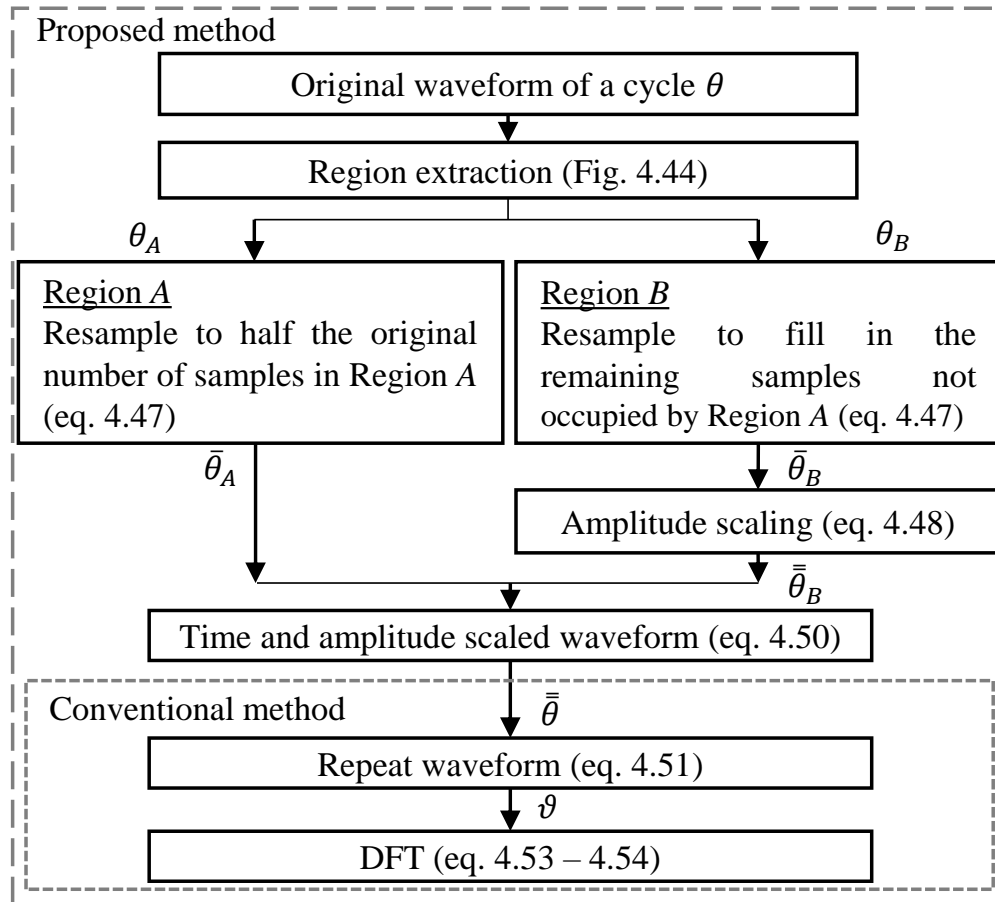 Proposed method
Original waveform of a cycle θ
Region extraction (Fig. 4.44)
θ_A
θ_B
Region A
Resample to half the original
number of samples in Region A
(eq. 4.47)
Region B
Resample to fill in the
remaining samples not
occupied by Region A (eq. 4.47)
θ̄_A
θ̄_B
Amplitude scaling (eq. 4.48)
θ̿_B
Time and amplitude scaled waveform (eq. 4.50)
Conventional method
θ̿
Repeat waveform (eq. 4.51)
ϑ
DFT (eq. 4.53 – 4.54)